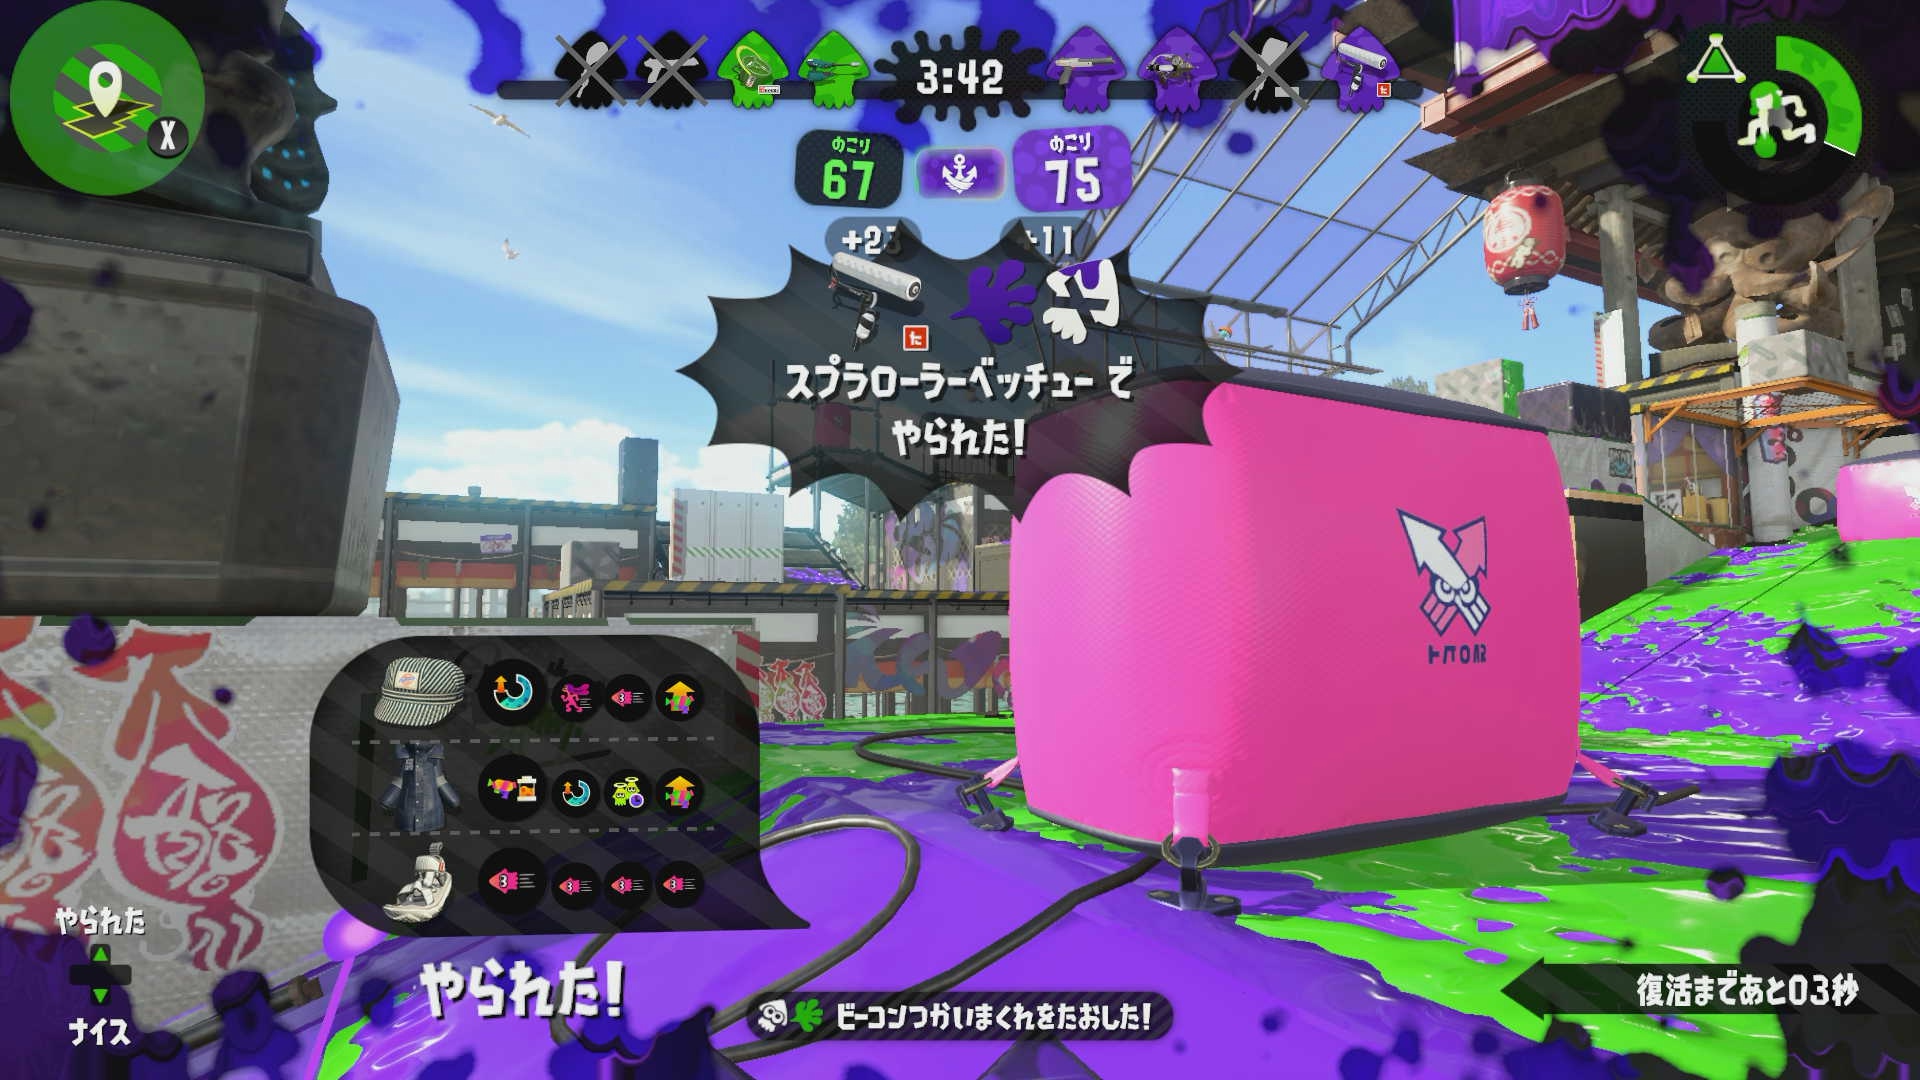 3:42
のこり
67
のこり
75
+23
+11
X
た
スプラローラーベッチューで
やられた!
やられた
ナイス
やられた!
ビーコンつかいまくれをたおした!
復活まであと03秒